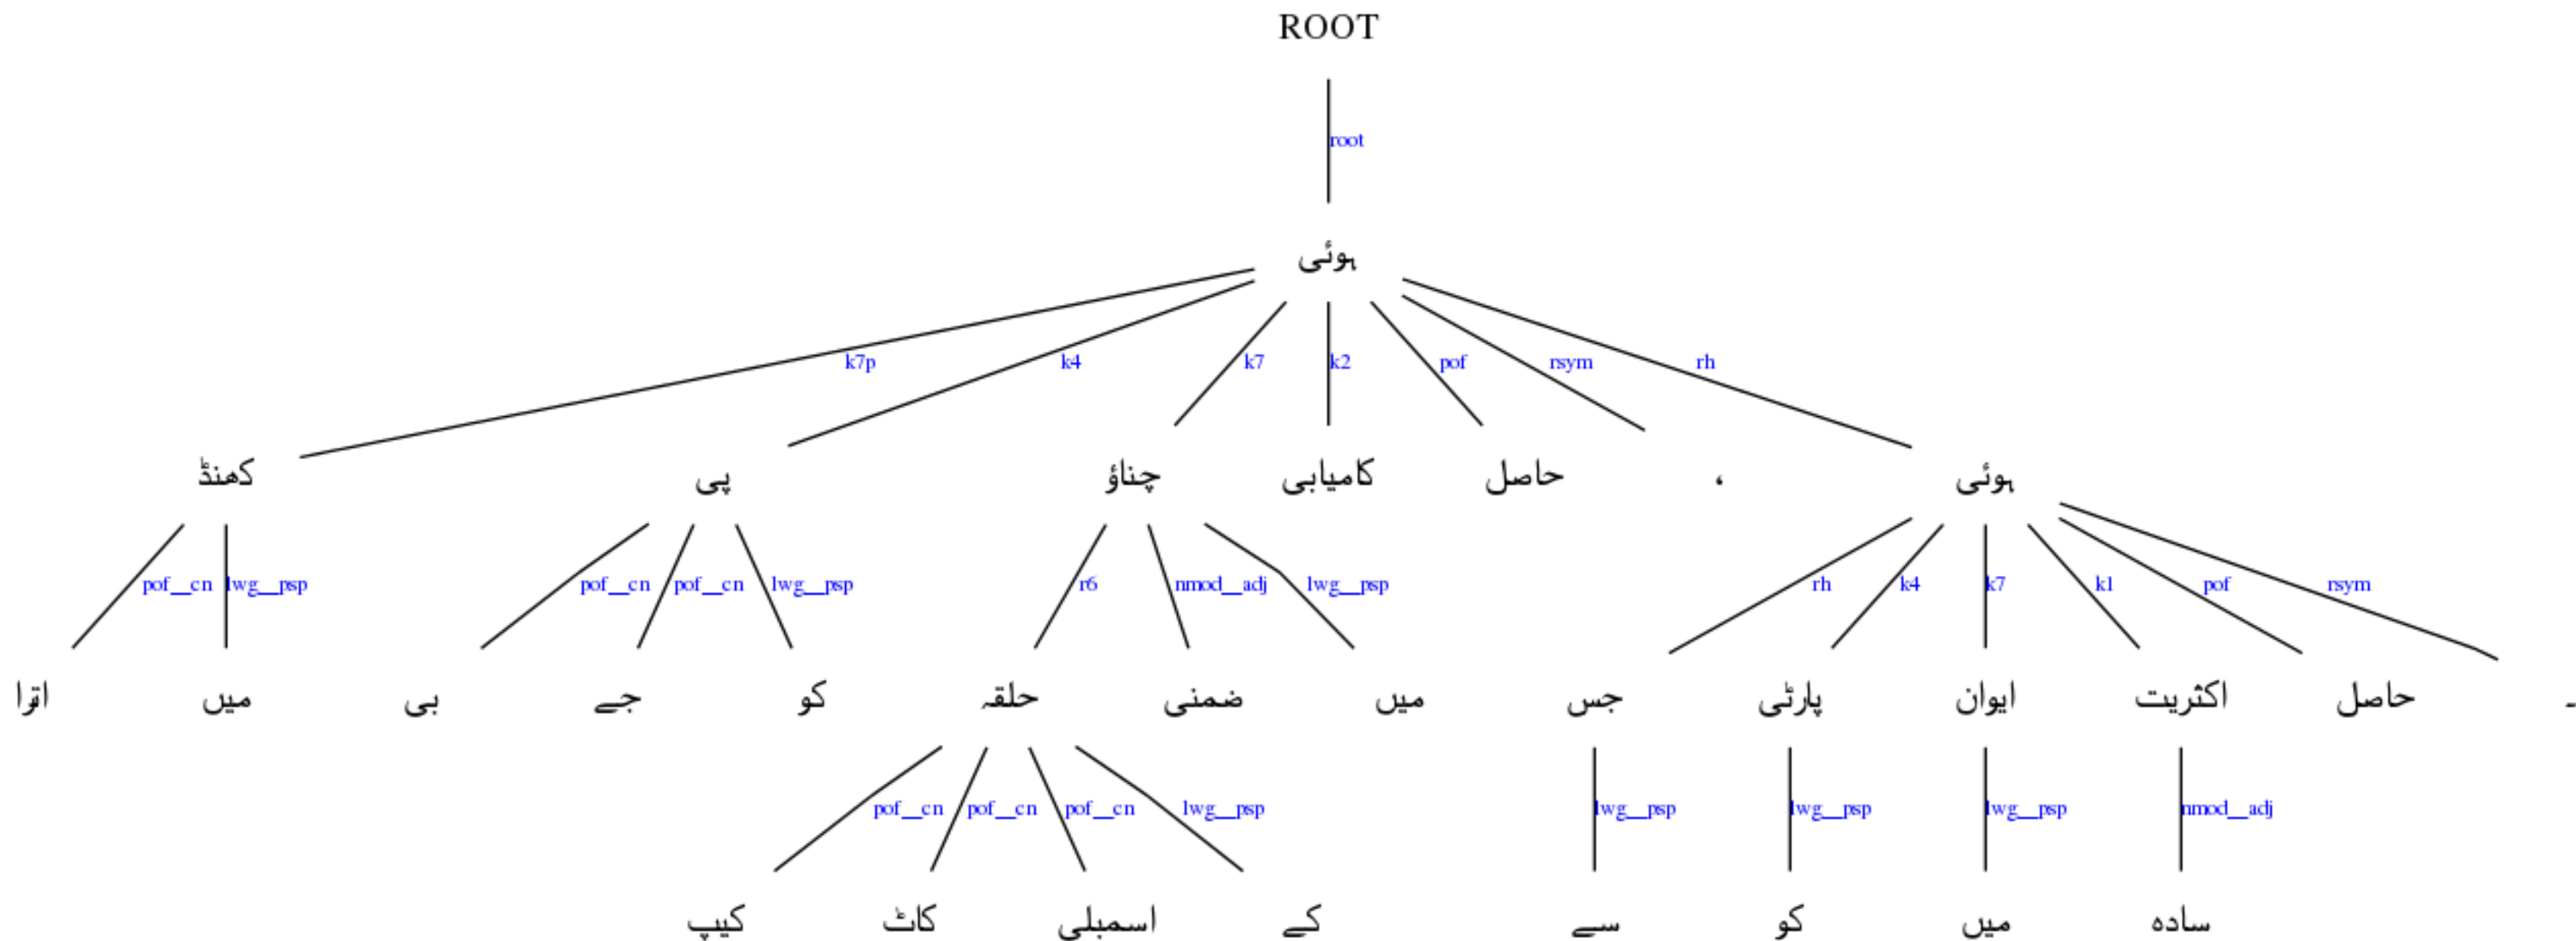 ROOT
root
ہوئی
k7p k4 k7 k2 pof rsym rh
کھنڈ پی چناؤ کامیابی حاصل ، ہوئی
pof__cn lwg__psp pof__cn pof__cn lwg__psp r6 nmod__adj lwg__psp rh k4 k7 k1 pof rsym
اترا میں بی جے کو حلقہ ضمنی میں جس پارٹی ایوان اکثریت حاصل ۔
pof__cn pof__cn pof__cn lwg__psp lwg__psp lwg__psp lwg__psp nmod__adj
کیپ کاٹ اسمبلی کے سے کو میں سادہ